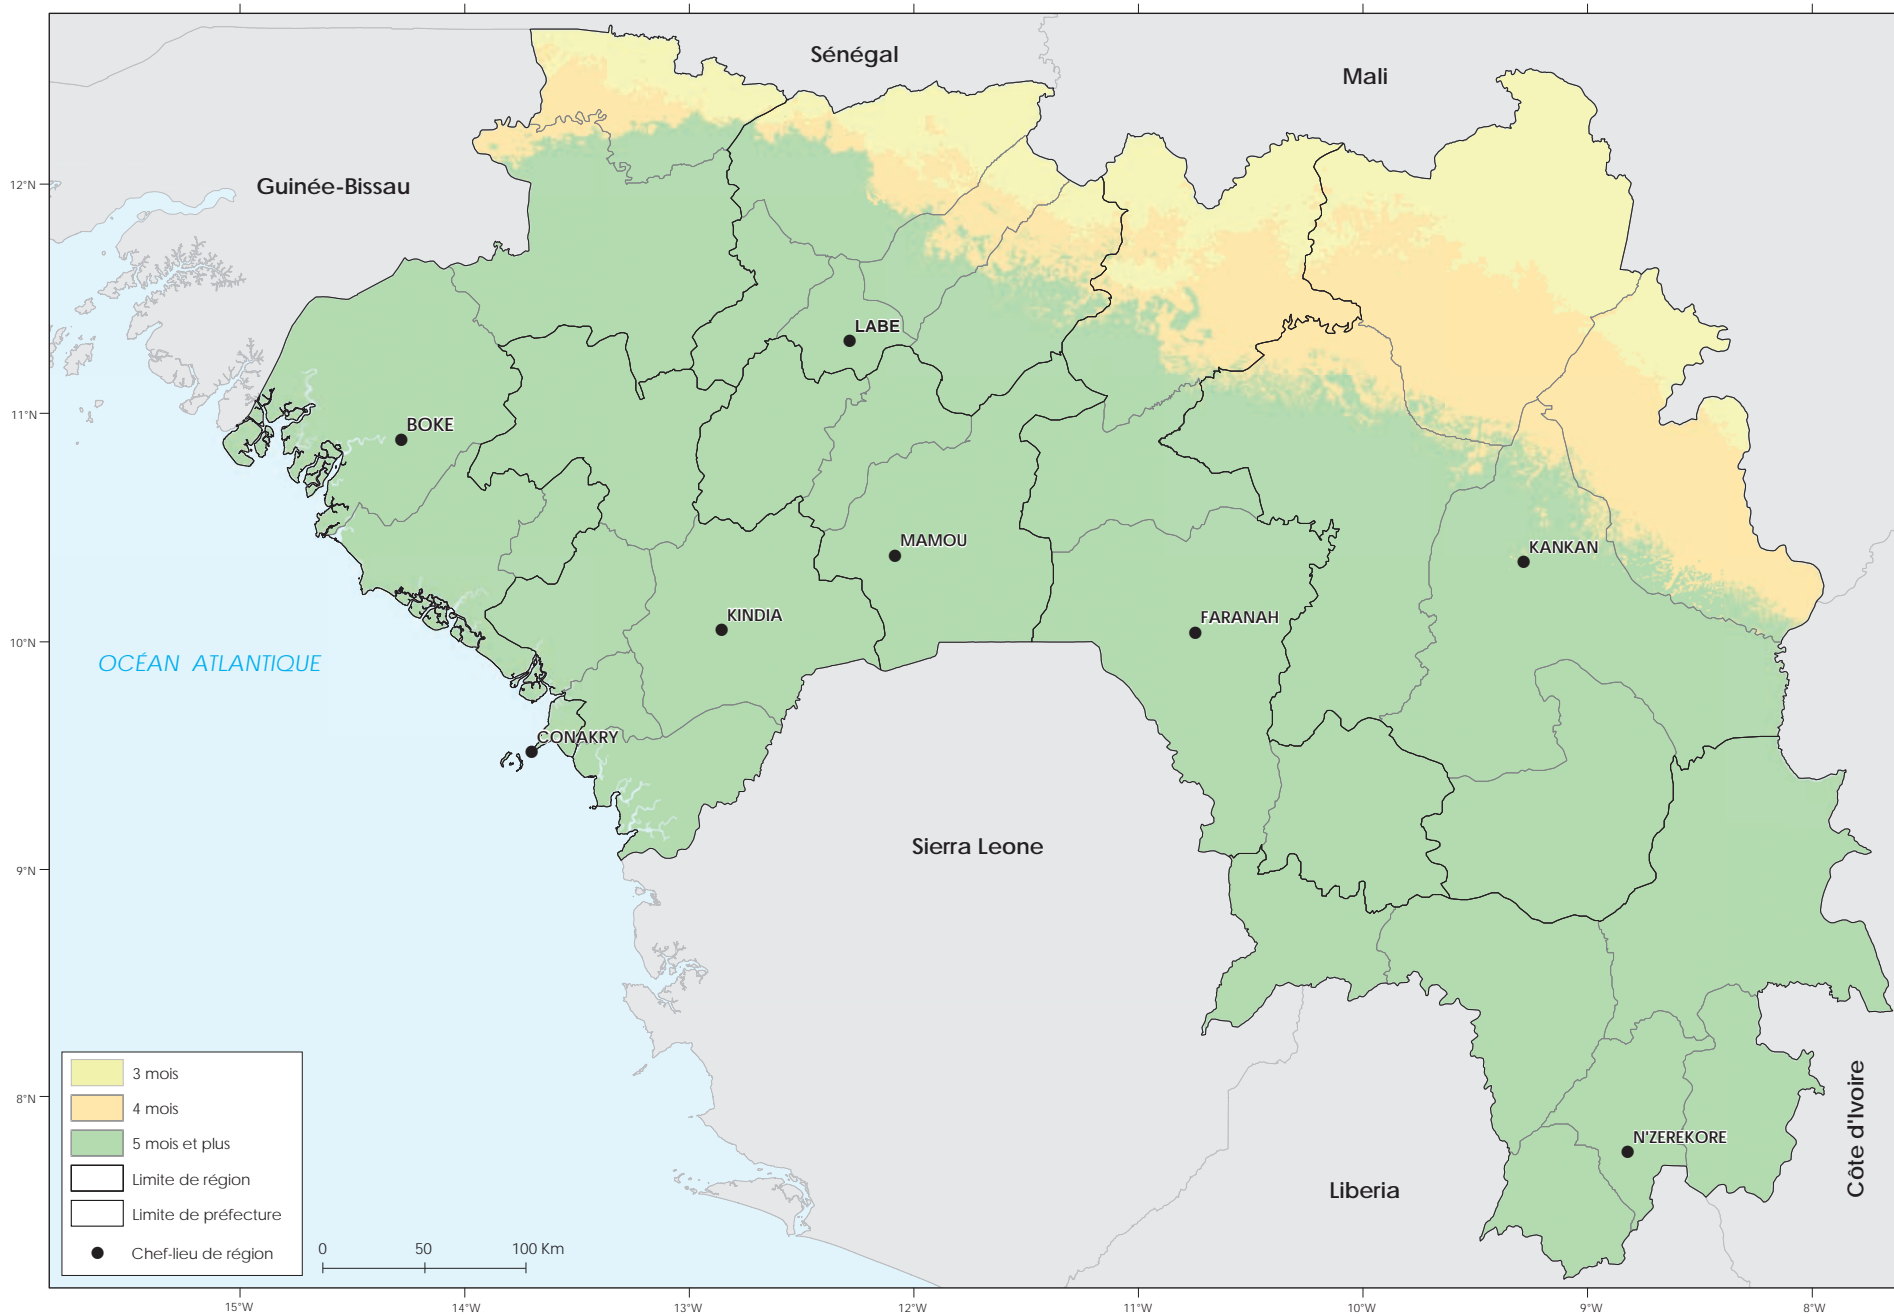 Sénégal
Mali
12°N
Guinée-Bissau
LABE
11°N
BOKE
MAMOU
KANKAN
KINDIA
FARANAH
10°N
OCÉAN ATLANTIQUE
CONAKRY
Sierra Leone
9°N
8°N
N'ZEREKORE
Côte d'Ivoire
Liberia
3 mois
4 mois
5 mois et plus
Limite de région
Limite de préfecture
Chef-lieu de région
0 50 100 Km
15°W 14°W 13°W 12°W 11°W 10°W 9°W 8°W